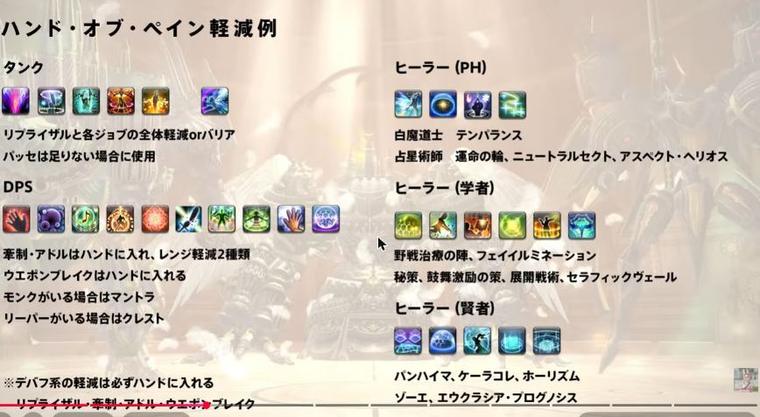 ハンド・オブ・ペイン軽減例
タンク
リプライザルと各ジョブの全体軽減orバリア
パッセは足りない場合に使用
DPS
牽制・アドルはハンドに入れ、レンジ軽減2種類
ウエポンブレイクはハンドに入れる
モンクがいる場合はマントラ
リーパーがいる場合はクレスト
※デバフ系の軽減は必ずハンドに入れる
リプライザル・牽制・アドル・ウエポンブレイク
ヒーラー (PH)
白魔道士　テンパランス
占星術師　運命の輪、ニュートラルセクト、アスペクト・ヘリオス
ヒーラー (学者)
野戦治療の陣、フェイイルミネーション
秘策、鼓舞激励の策、展開戦術、セラフィックヴェール
ヒーラー (賢者)
パンハイマ、ケーラコレ、ホーリズム
ゾーエ、エウクラシア・プログノシス